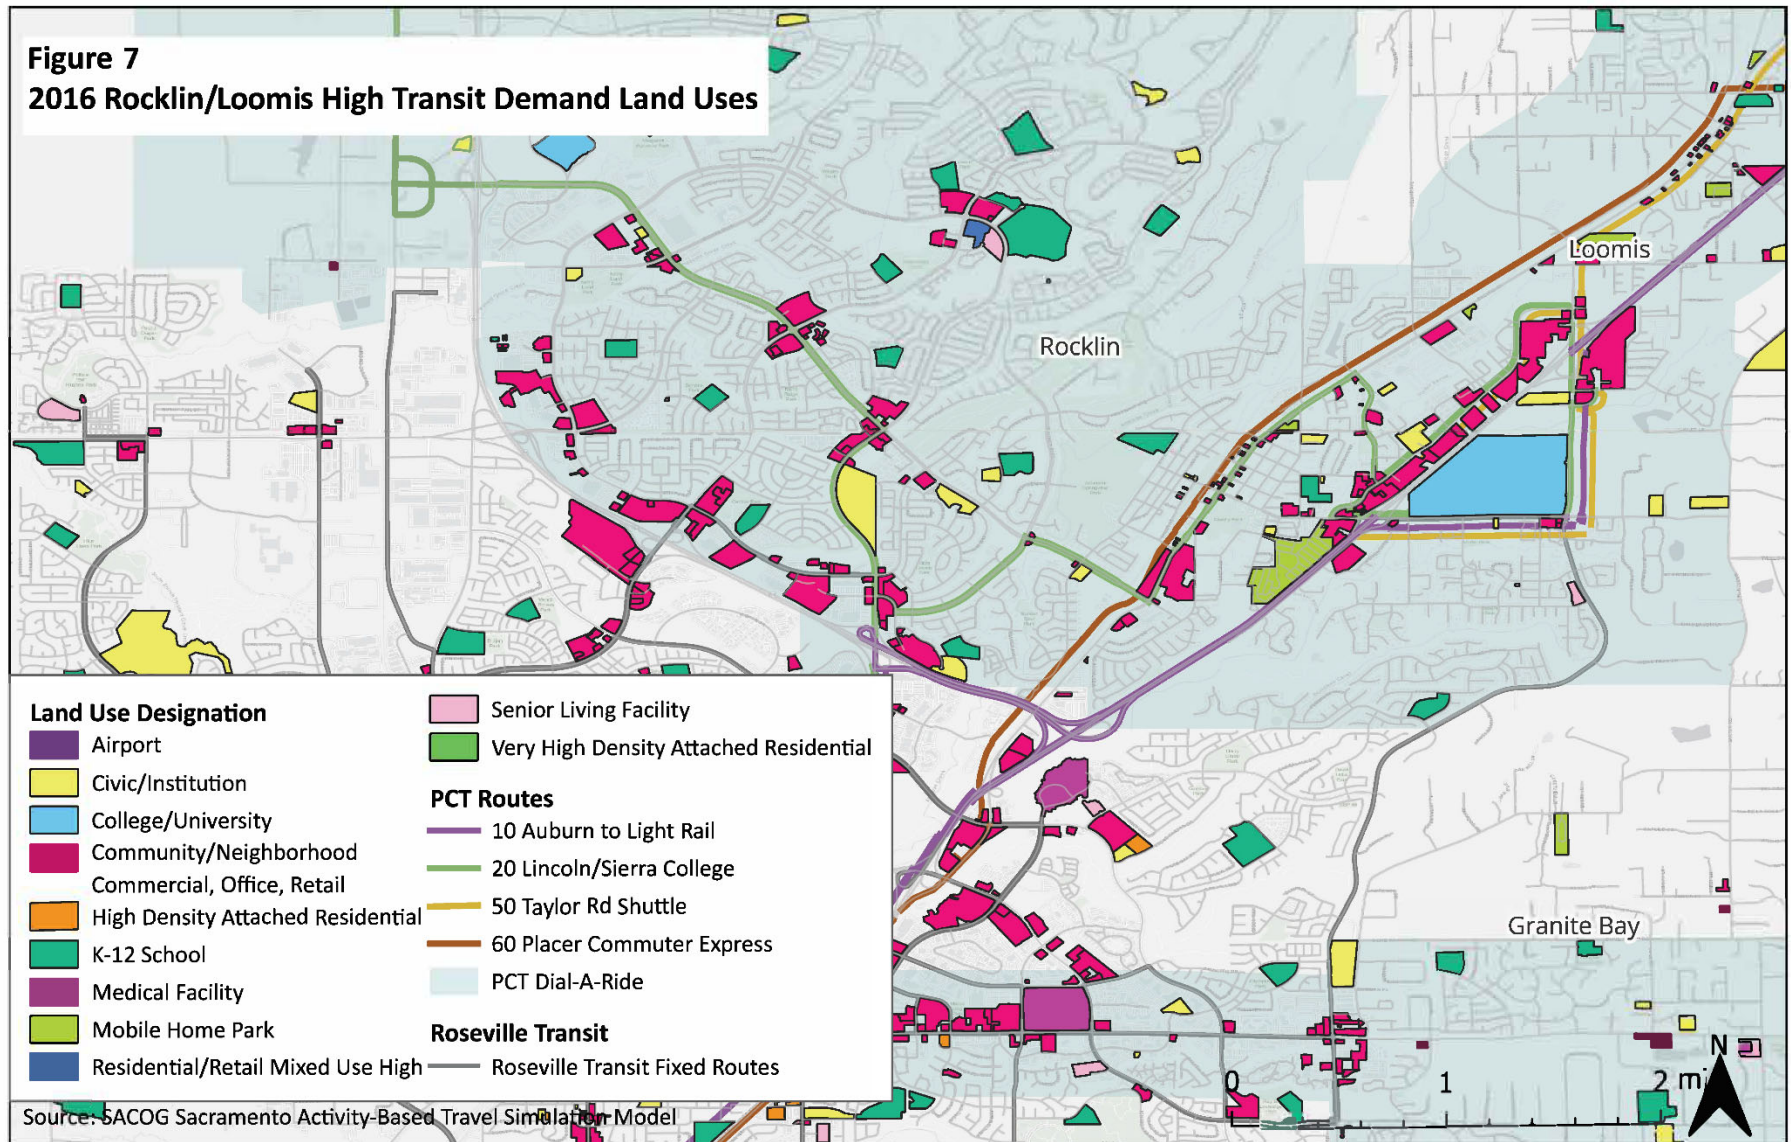 Figure 7
2016 Rocklin/Loomis High Transit Demand Land Uses
Loomis
Rocklin
Granite Bay
Land Use Designation
Airport
Civic/Institution
College/University
Community/Neighborhood
Commercial, Office, Retail
High Density Attached Residential
K-12 School
Medical Facility
Mobile Home Park
Residential/Retail Mixed Use High
Senior Living Facility
Very High Density Attached Residential
PCT Routes
10 Auburn to Light Rail
20 Lincoln/Sierra College
50 Taylor Rd Shuttle
60 Placer Commuter Express
PCT Dial-A-Ride
Roseville Transit
Roseville Transit Fixed Routes
N
0 1 2 mi
Source: SACOG Sacramento Activity-Based Travel Simulation Model